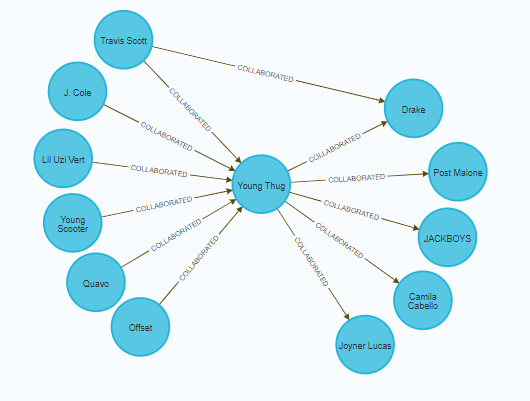 Travis Scott
COLLABORATED
Drake
J. Cole
COLLABORATED
COLLABORATED
COLLABORATED
Lil Uzi Vert
COLLABORATED
Young Thug
COLLABORATED
Post Malone
Young
Scooter
COLLABORATED
COLLABORATED
JACKBOYS
Quavo
COLLABORATED
COLLABORATED
COLLABORATED
COLLABORATED
Camila
Cabello
Offset
Joyner Lucas